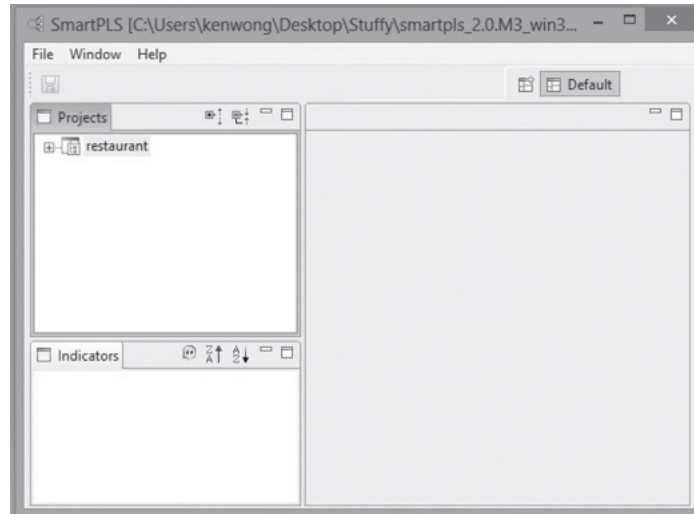 SmartPLS [C:\Users\kenwong\Desktop\Stuffy\smartpls_2.0.M3_win3...
File Window Help
Default
Projects
restaurant
Indicators
Z
A
A
Z